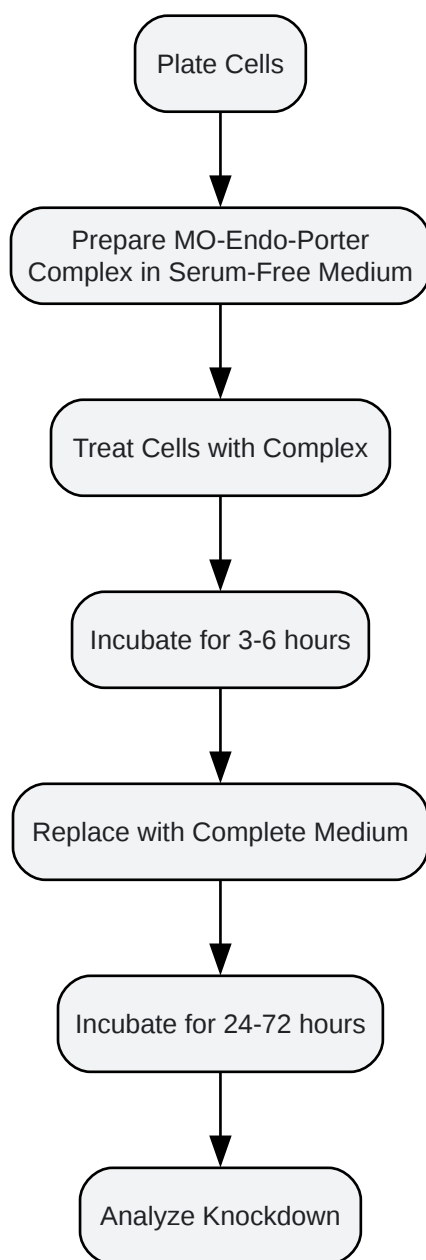 Plate Cells
Prepare MO-Endo-Porter
Complex in Serum-Free Medium
Treat Cells with Complex
Incubate for 3-6 hours
Replace with Complete Medium
Incubate for 24-72 hours
Analyze Knockdown